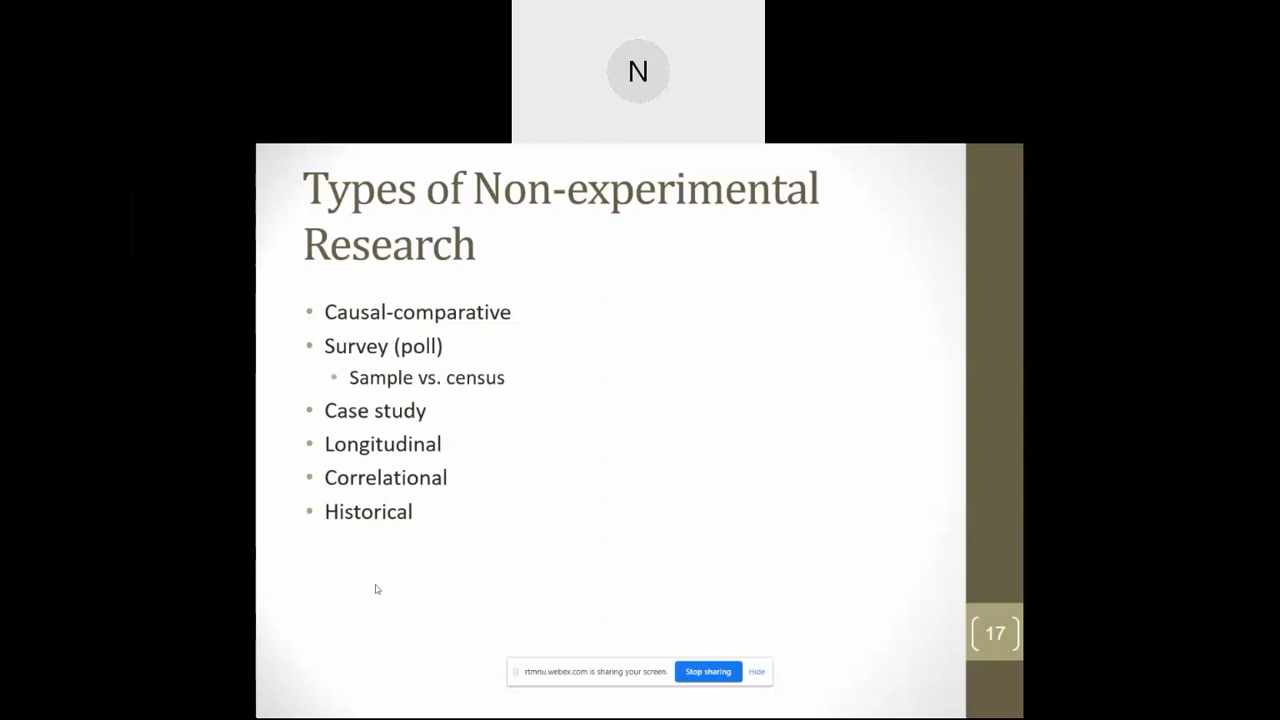 N
Types of Non-experimental
Research
• Causal-comparative
• Survey (poll)
• Sample vs. census
• Case study
• Longitudinal
• Correlational
• Historical
17
rtmnu.webex.com is sharing your screen. Stop sharing Hide